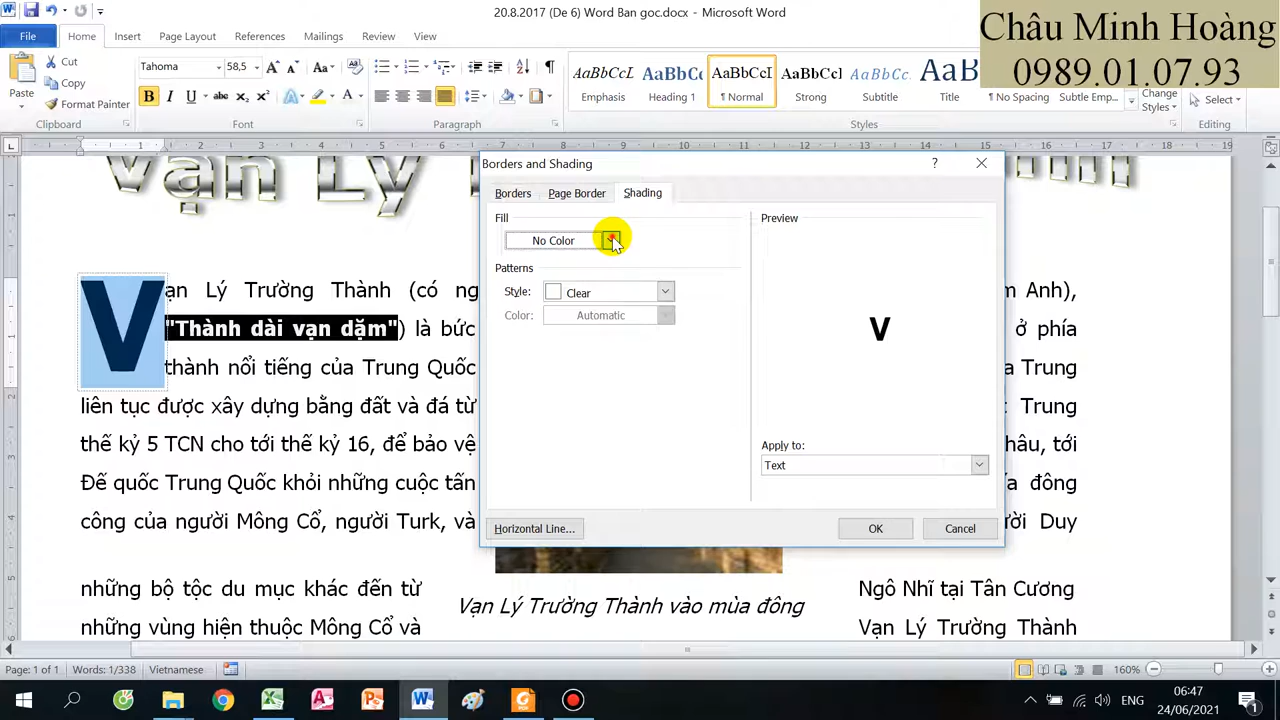 20.8.2017 (De 6) Word Ban goc.docx - Microsoft Word
Châu Minh Hoàng
0989.01.07.93
File Home Insert Page Layout References Mailings Review View
Paste
Cut
Copy
Format Painter
Clipboard
Tahoma 58,5
Font
Paragraph
AaBbCcI AaBbCc AaBbCcI AaBbCc AaBbCcI AaB
Emphasis Heading 1 ¶ Normal Strong Subtitle ¶ No Spacing Subtle Emp...
Styles
Change Styles
Select
Editing
Vạn Lý
Borders and Shading
Borders Page Border Shading
Fill
No Color
Patterns
Style: Clear
Color: Automatic
Preview
V
Apply to:
Text
Horizontal Line... OK Cancel
Vạn Lý Trường Thành (có ng m Anh),
"Thành dài vạn dặm") là bức ở phía
thành nổi tiếng của Trung Quốc a Trung
liên tục được xây dựng bằng đất và đá từ Trung
thế kỷ 5 TCN cho tới thế kỷ 16, để bảo vệ hâu, tới
Đế quốc Trung Quốc khỏi những cuộc tấn a đông
công của người Mông Cổ, người Turk, và ời Duy
những bộ tộc du mục khác đến từ Ngô Nhĩ tại Tân Cương
Vạn Lý Trường Thành vào mùa đông
những vùng hiện thuộc Mông Cổ và Vạn Lý Trường Thành
Page: 1 of 1 Words: 1/338 Vietnamese 160%
ENG
06:47
24/06/2021